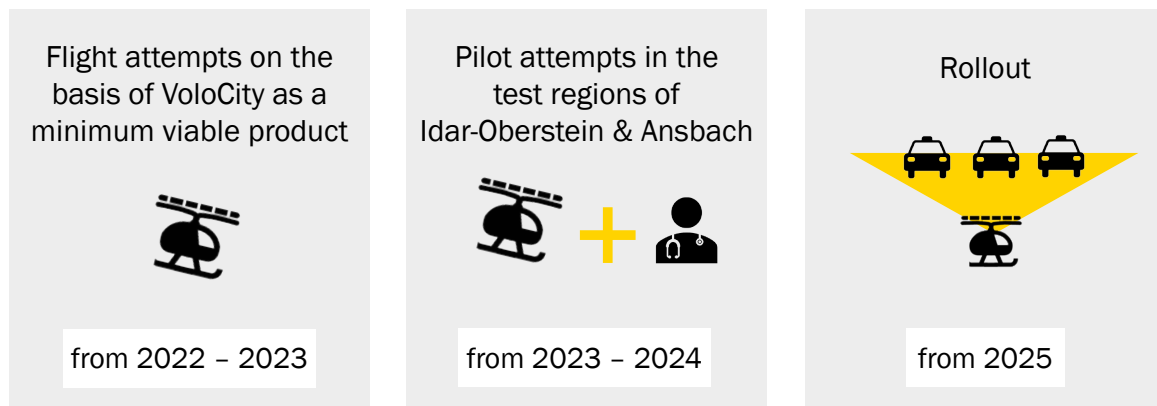 Flight attempts on the
basis of VoloCity as a
minimum viable product
from 2022 – 2023
Pilot attempts in the
test regions of
Idar-Oberstein & Ansbach
from 2023 – 2024
Rollout
from 2025